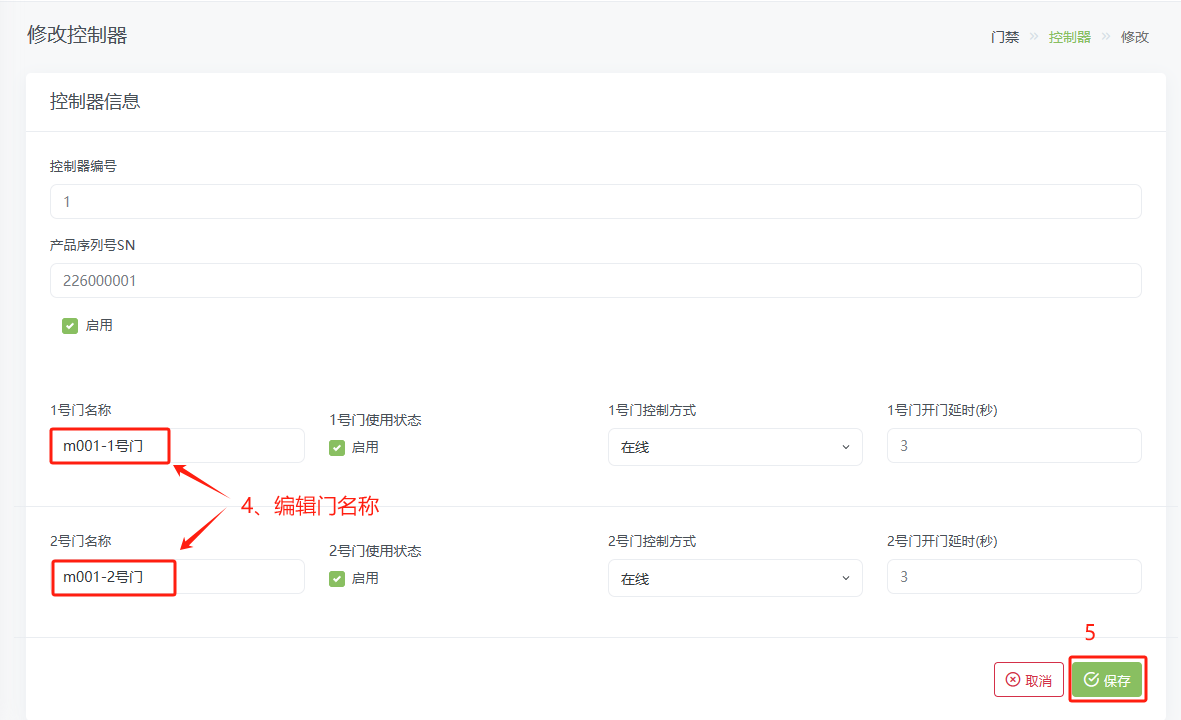 修改控制器
门禁 » 控制器 » 修改
控制器信息
控制器编号
1
产品序列号SN
226000001
启用
1号门名称
1号门使用状态
1号门控制方式
1号门开门延时(秒)
m001-1号门
启用
在线
3
4、编辑门名称
2号门名称
2号门使用状态
2号门控制方式
2号门开门延时(秒)
m001-2号门
启用
在线
3
5
取消
保存